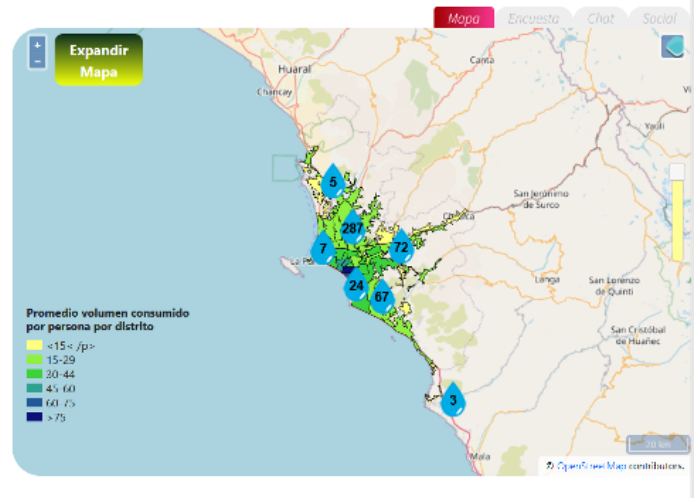 Mapa Encuesta Chat Social
+
−
Expandir
Mapa
Huaral
Canta
Chancay
Yauli
5
San Jerónimo
de Surco
287
7
72
24
67
Langa
San Lorenzo
de Quinti
Promedio volumen consumido
por persona por distrito
<15< /p>
15-29
30-44
45-60
60-75
>75
San Cristóbal
de Huañec
3
70 km
Mala
© OpenStreetMap contributors.